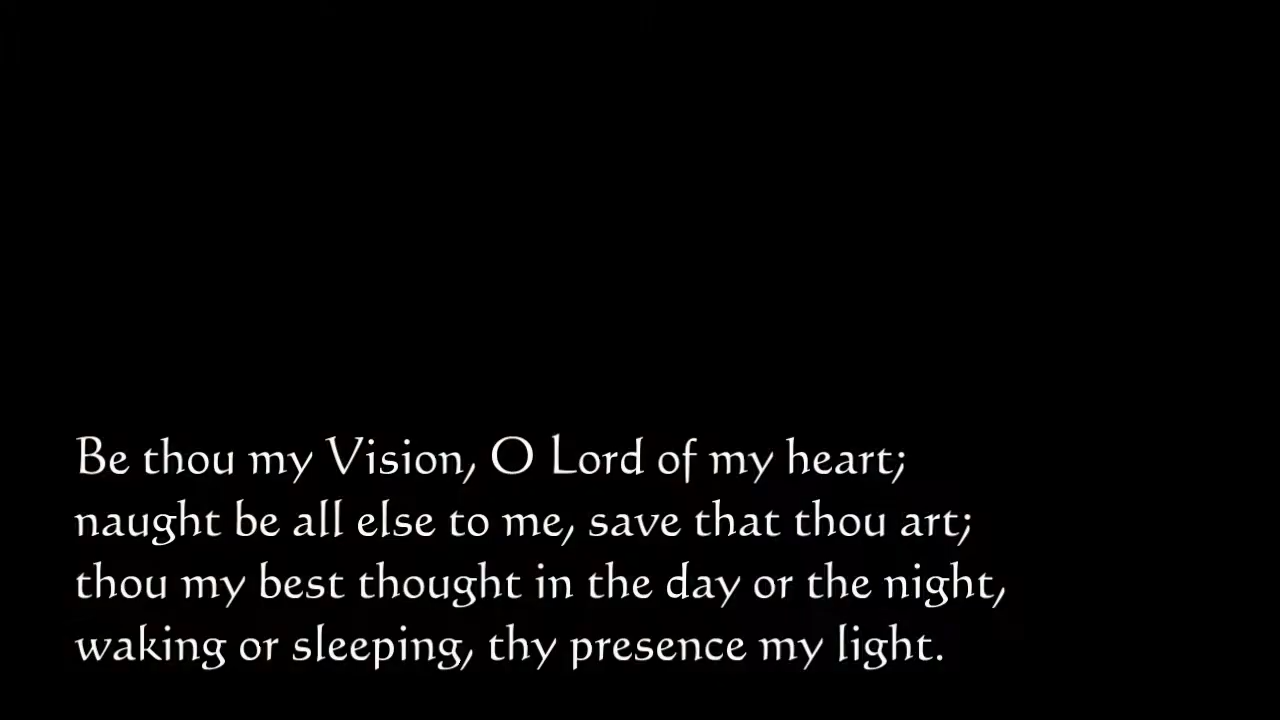 Be thou my Vision, O Lord of my heart;
naught be all else to me, save that thou art;
thou my best thought in the day or the night,
waking or sleeping, thy presence my light.